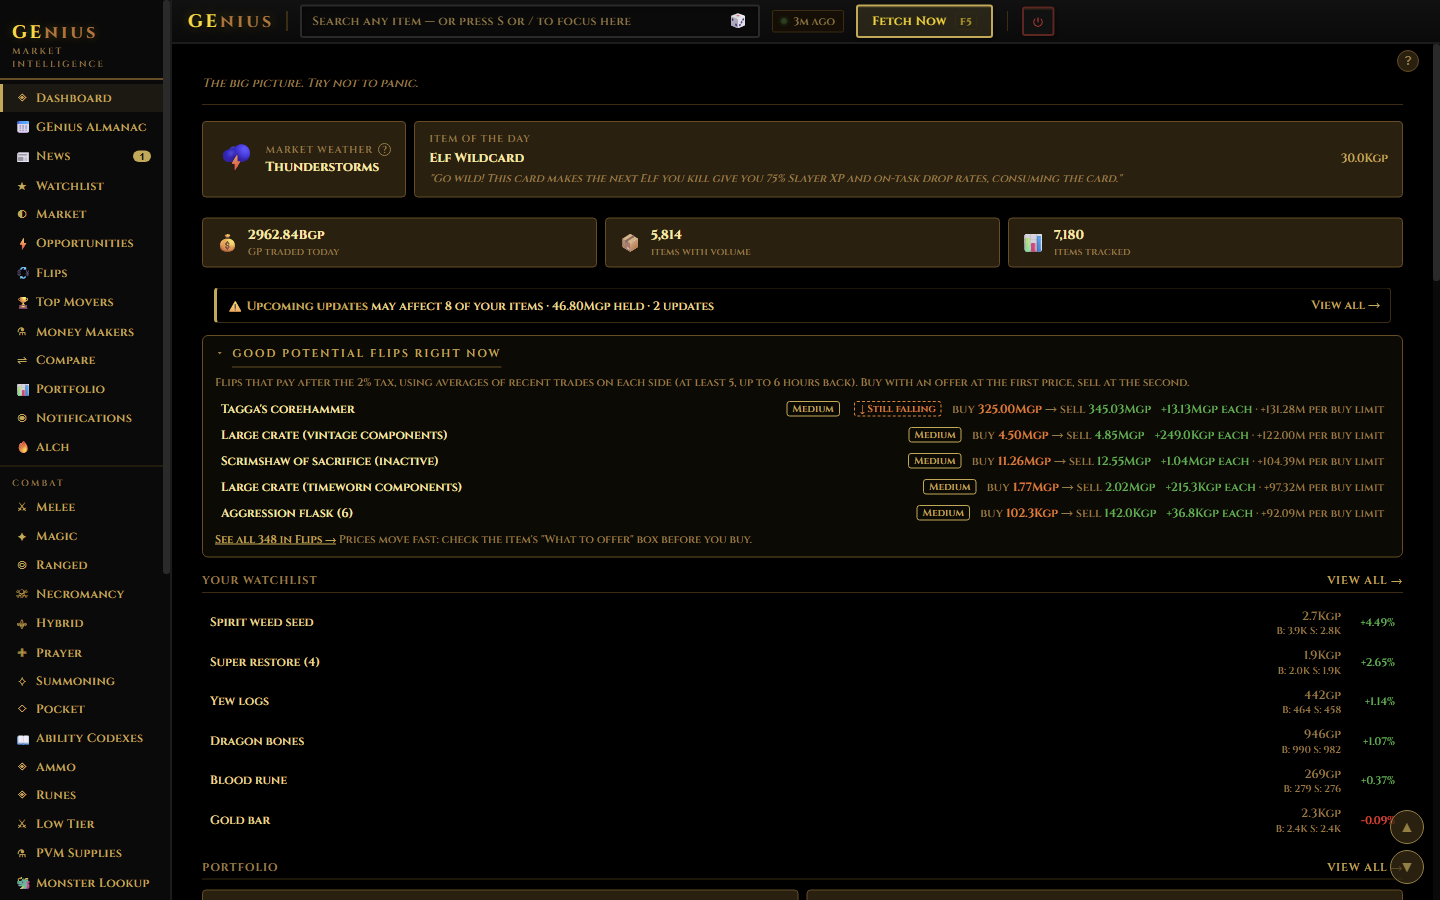 GENIUS
MARKET INTELLIGENCE
DASHBOARD
GENIUS ALMANAC
NEWS 1
WATCHLIST
MARKET
OPPORTUNITIES
FLIPS
TOP MOVERS
MONEY MAKERS
COMPARE
PORTFOLIO
NOTIFICATIONS
ALCH
COMBAT
MELEE
MAGIC
RANGED
NECROMANCY
HYBRID
PRAYER
SUMMONING
POCKET
ABILITY CODEXES
AMMO
RUNES
LOW TIER
PVM SUPPLIES
MONSTER LOOKUP
GENIUS
SEARCH ANY ITEM — OR PRESS S OR / TO FOCUS HERE
3M AGO
FETCH NOW F5
?
THE BIG PICTURE. TRY NOT TO PANIC.
MARKET WEATHER ?
THUNDERSTORMS
ITEM OF THE DAY
ELF WILDCARD 30.0KGP
"GO WILD! THIS CARD MAKES THE NEXT ELF YOU KILL GIVE YOU 75% SLAYER XP AND ON-TASK DROP RATES, CONSUMING THE CARD."
2962.84BGP
GP TRADED TODAY
5,814
ITEMS WITH VOLUME
7,180
ITEMS TRACKED
UPCOMING UPDATES MAY AFFECT 8 OF YOUR ITEMS · 46.80MGP HELD · 2 UPDATES VIEW ALL →
GOOD POTENTIAL FLIPS RIGHT NOW
FLIPS THAT PAY AFTER THE 2% TAX, USING AVERAGES OF RECENT TRADES ON EACH SIDE (AT LEAST 5, UP TO 6 HOURS BACK). BUY WITH AN OFFER AT THE FIRST PRICE, SELL AT THE SECOND.
TAGGA'S COREHAMMER MEDIUM ↓ STILL FALLING BUY 325.00MGP → SELL 345.03MGP +13.13MGP EACH · +131.28M PER BUY LIMIT
LARGE CRATE (VINTAGE COMPONENTS) MEDIUM BUY 4.50MGP → SELL 4.85MGP +249.0KGP EACH · +122.00M PER BUY LIMIT
SCRIMSHAW OF SACRIFICE (INACTIVE) MEDIUM BUY 11.26MGP → SELL 12.55MGP +1.04MGP EACH · +104.39M PER BUY LIMIT
LARGE CRATE (TIMEWORN COMPONENTS) MEDIUM BUY 1.77MGP → SELL 2.02MGP +215.3KGP EACH · +97.32M PER BUY LIMIT
AGGRESSION FLASK (6) MEDIUM BUY 102.3KGP → SELL 142.0KGP +36.8KGP EACH · +92.09M PER BUY LIMIT
SEE ALL 348 IN FLIPS → PRICES MOVE FAST: CHECK THE ITEM'S "WHAT TO OFFER" BOX BEFORE YOU BUY.
YOUR WATCHLIST VIEW ALL →
SPIRIT WEED SEED 2.7KGP +4.49%
B: 3.9K S: 2.8K
SUPER RESTORE (4) 1.9KGP +2.65%
B: 2.0K S: 1.9K
YEW LOGS 442GP +1.14%
B: 464 S: 458
DRAGON BONES 946GP +1.07%
B: 990 S: 982
BLOOD RUNE 269GP +0.37%
B: 279 S: 276
GOLD BAR 2.3KGP -0.09%
B: 2.4K S: 2.4K
PORTFOLIO VIEW ALL →